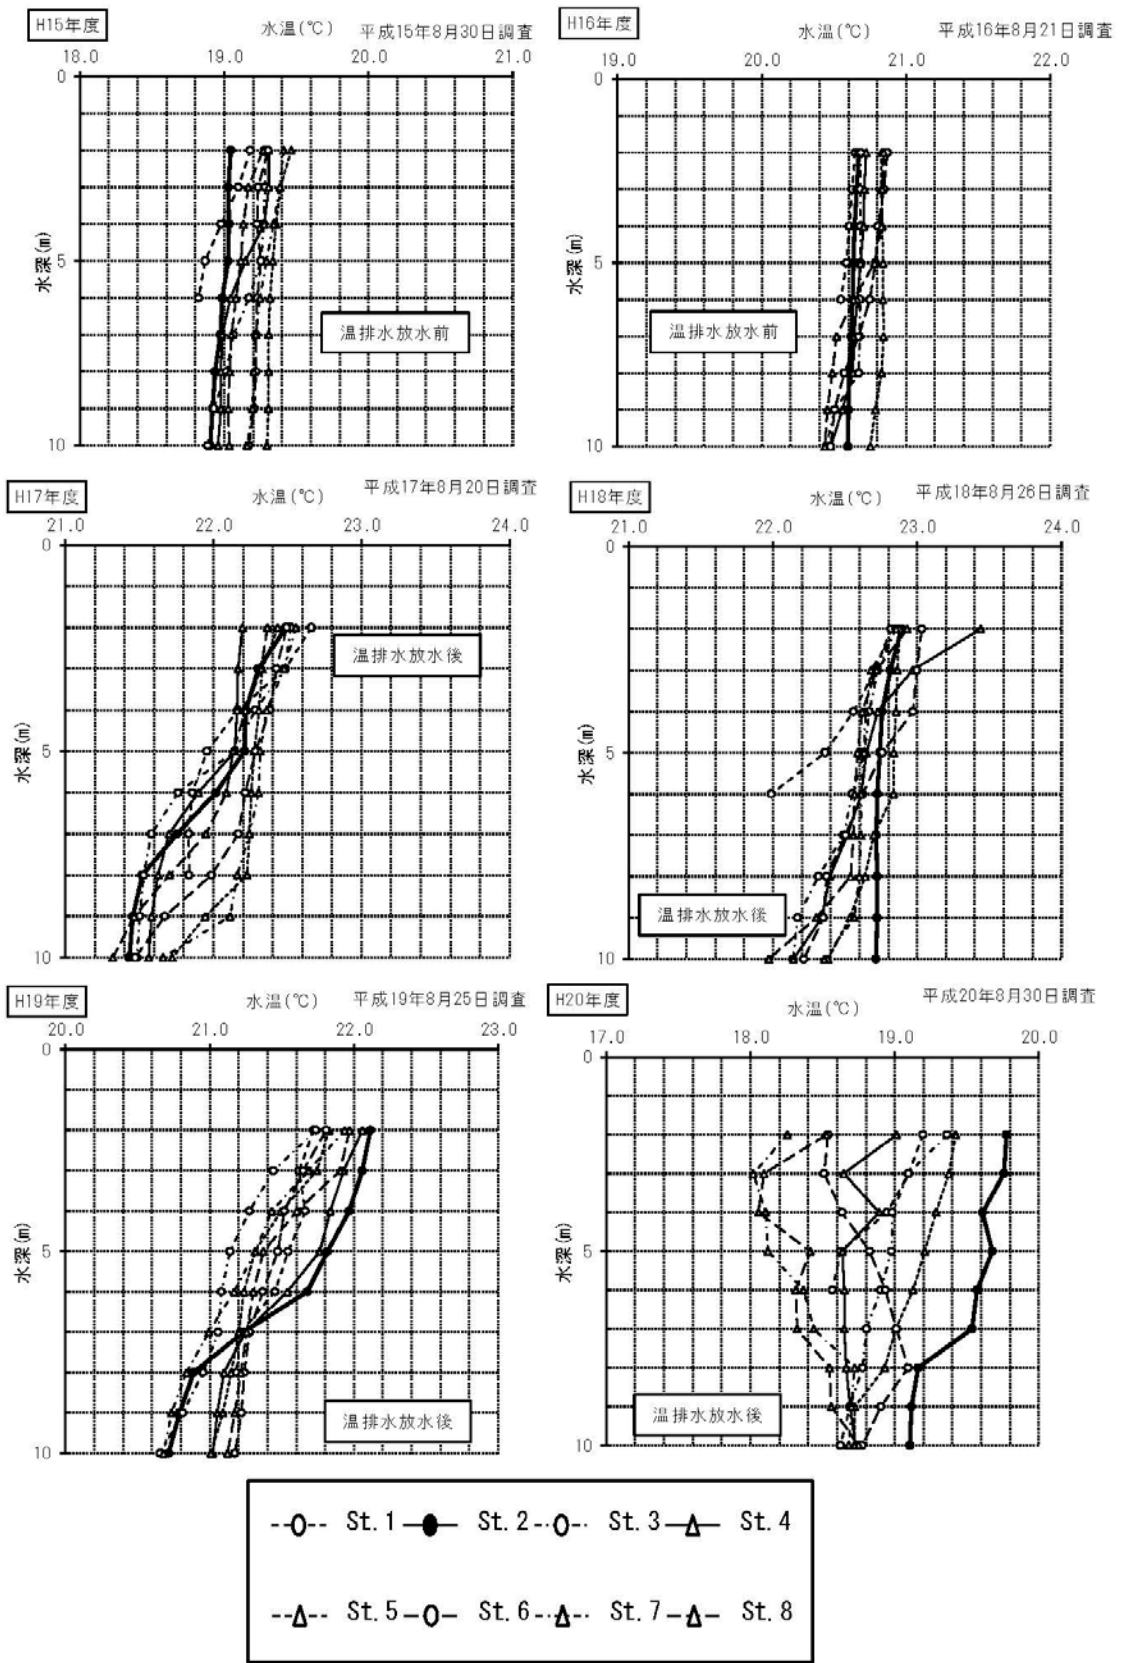 H15年度 水温(℃) 平成15年8月30日調査
18.0 19.0 20.0 21.0
0
5
10
水深(m)
温排水放水前
H16年度 水温(℃) 平成16年8月21日調査
19.0 20.0 21.0 22.0
0
5
10
水深(m)
温排水放水前
H17年度 水温(℃) 平成17年8月20日調査
21.0 22.0 23.0 24.0
0
5
10
水深(m)
温排水放水後
H18年度 水温(℃) 平成18年8月26日調査
21.0 22.0 23.0 24.0
0
5
10
水深(m)
温排水放水後
H19年度 水温(℃) 平成19年8月25日調査
20.0 21.0 22.0 23.0
0
5
10
水深(m)
温排水放水後
H20年度 水温(℃) 平成20年8月30日調査
17.0 18.0 19.0 20.0
0
5
10
水深(m)
温排水放水後
St.1 St.2 St.3 St.4
St.5 St.6 St.7 St.8